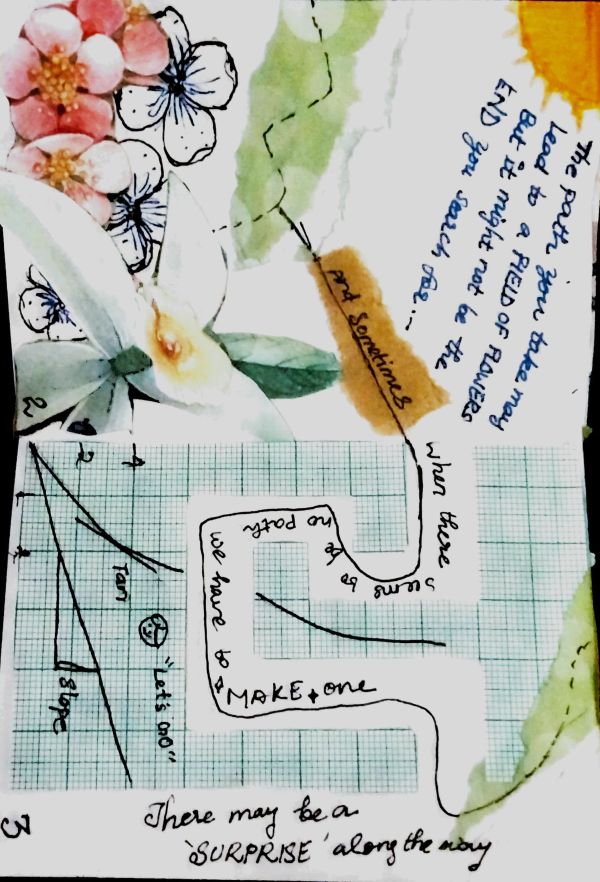 The path you take may
Lead to a FIELD OF FLOWERS
But it might not be the
END you search for...
and sometimes
when there
seems to
be
no path
we have to
MAKE one
There may be a
'SURPRISE' along the way
"Let's GO"
4
Tan
2
Slope
2
3